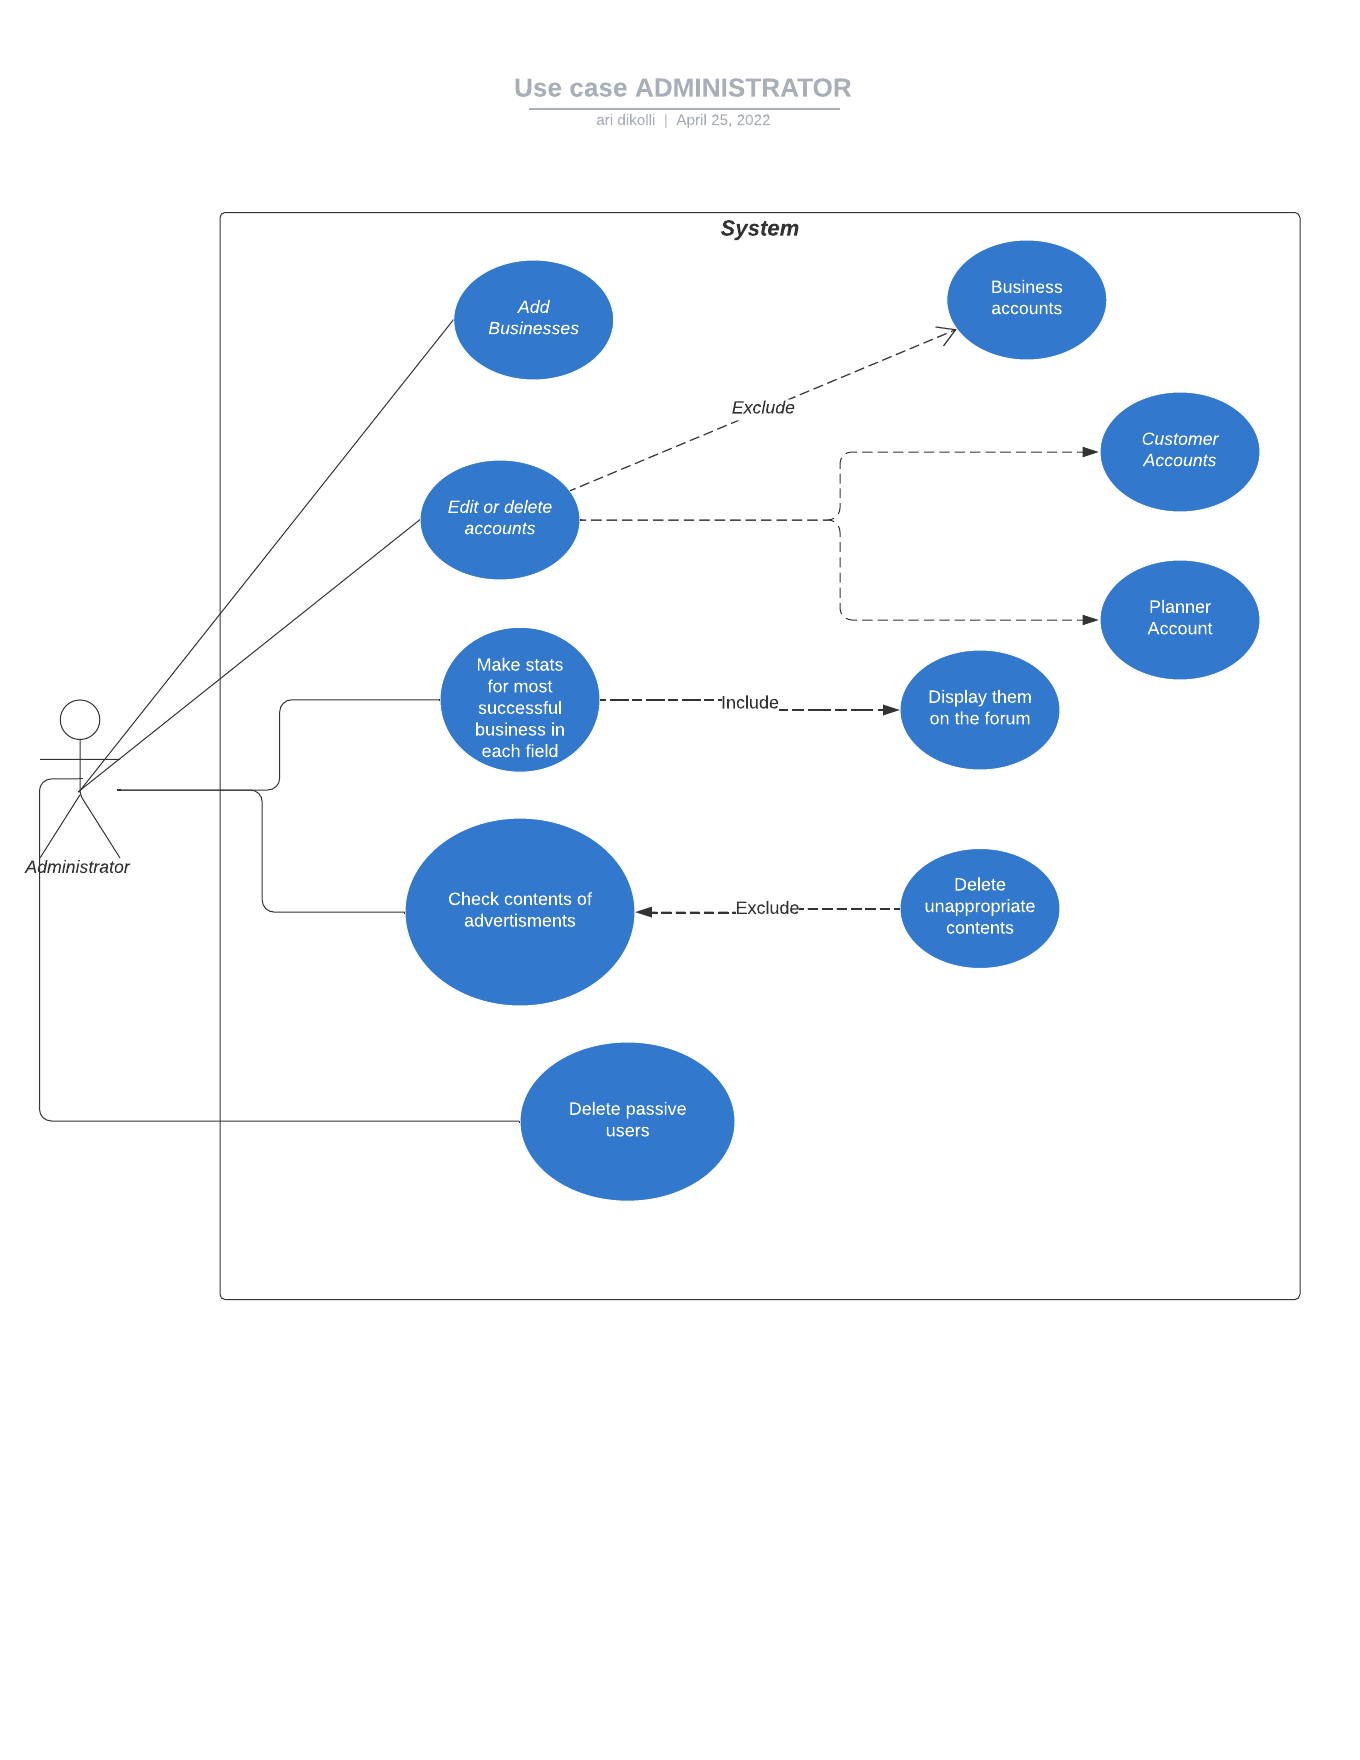 Use case ADMINISTRATOR
ari dikolli | April 25, 2022
System
Add
Businesses
Business
accounts
Exclude
Customer
Accounts
Edit or delete
accounts
Planner
Account
Make stats
for most
successful
business in
each field
Include
Display them
on the forum
Administrator
Check contents of
advertisments
Exclude
Delete
unappropriate
contents
Delete passive
users